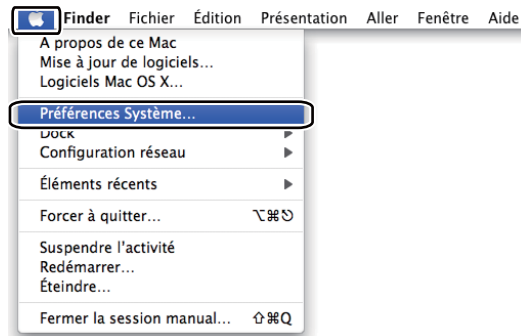 Finder Fichier Édition Présentation Aller Fenêtre Aide
À propos de ce Mac
Mise à jour de logiciels...
Logiciels Mac OS X...
Préférences Système...
Dock
Configuration réseau
Éléments récents
Forcer à quitter... ⌥⌘⎋
Suspendre l'activité
Redémarrer...
Éteindre...
Fermer la session manual... ⇧⌘Q